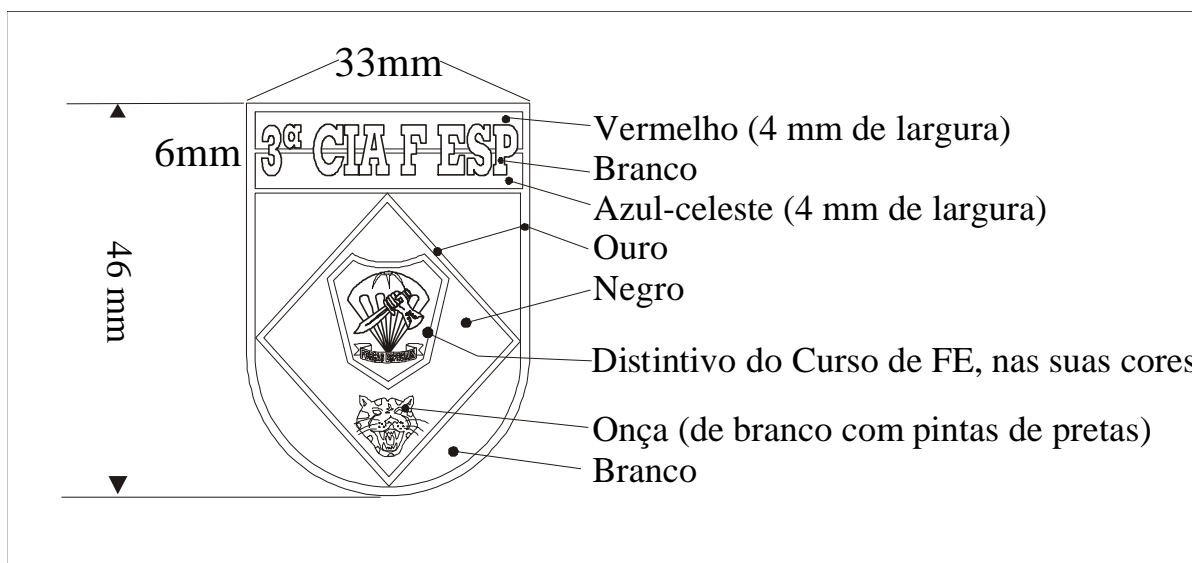 33mm
6mm
46 mm
3ª CIA F ESP
Vermelho (4 mm de largura)
Branco
Azul-celeste (4 mm de largura)
Ouro
Negro
Distintivo do Curso de FE, nas suas cores
Onça (de branco com pintas de pretas)
Branco